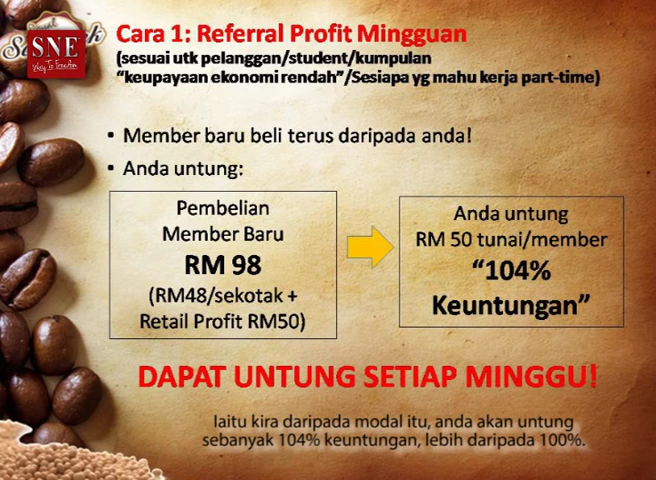 SNE
Way To Freedom
Cara 1: Referral Profit Mingguan
(sesuai utk pelanggan/student/kumpulan
“keupayaan ekonomi rendah”/Sesiapa yg mahu kerja part-time)
• Member baru beli terus daripada anda!
• Anda untung:
Pembelian
Member Baru
RM 98
(RM48/sekotak +
Retail Profit RM50)
Anda untung
RM 50 tunai/member
“104%
Keuntungan”
DAPAT UNTUNG SETIAP MINGGU!
Iaitu kira daripada modal itu, anda akan untung
sebanyak 104% keuntungan, lebih daripada 100%.